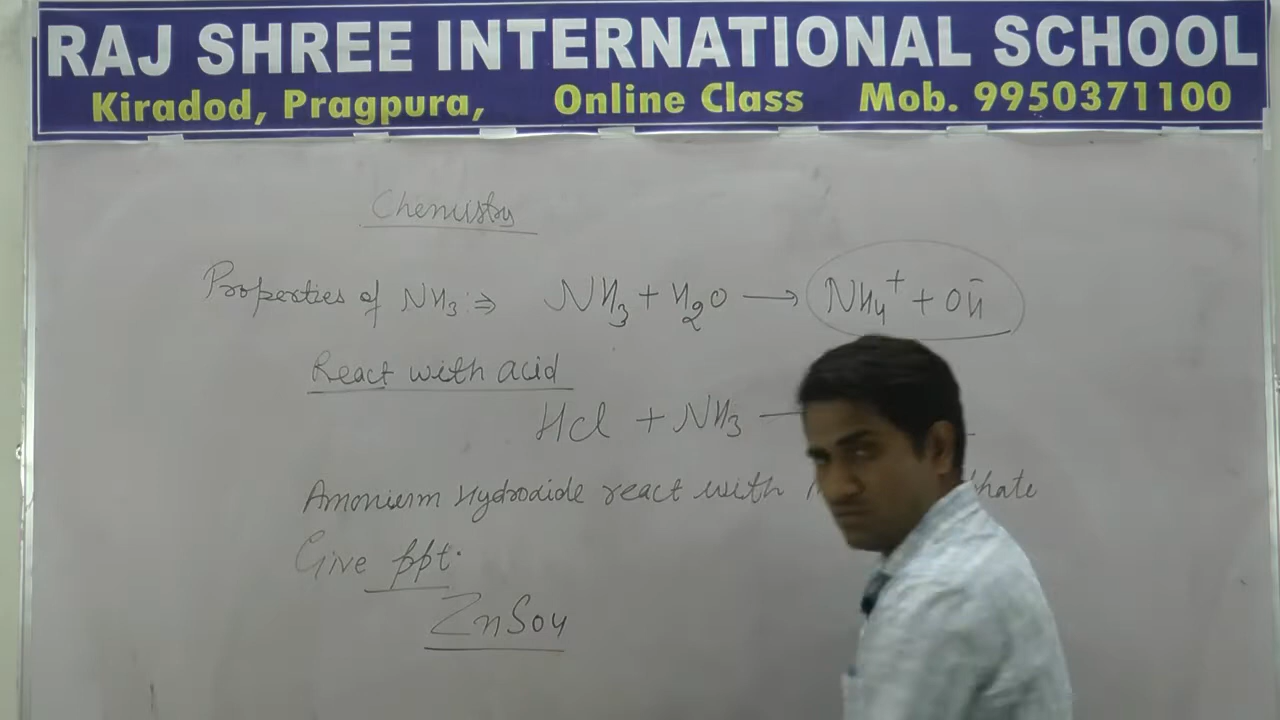 RAJ SHREE INTERNATIONAL SCHOOL
Kiradod, Pragpura, Online Class Mob. 9950371100
Chemistry
Properties of NH3 :⇒ NH3 + H2O ⟶ NH4+ + OH-
React with acid
HCl + NH3 —
Amonium Hydroxide react with
Give ppt.
ZnSO4